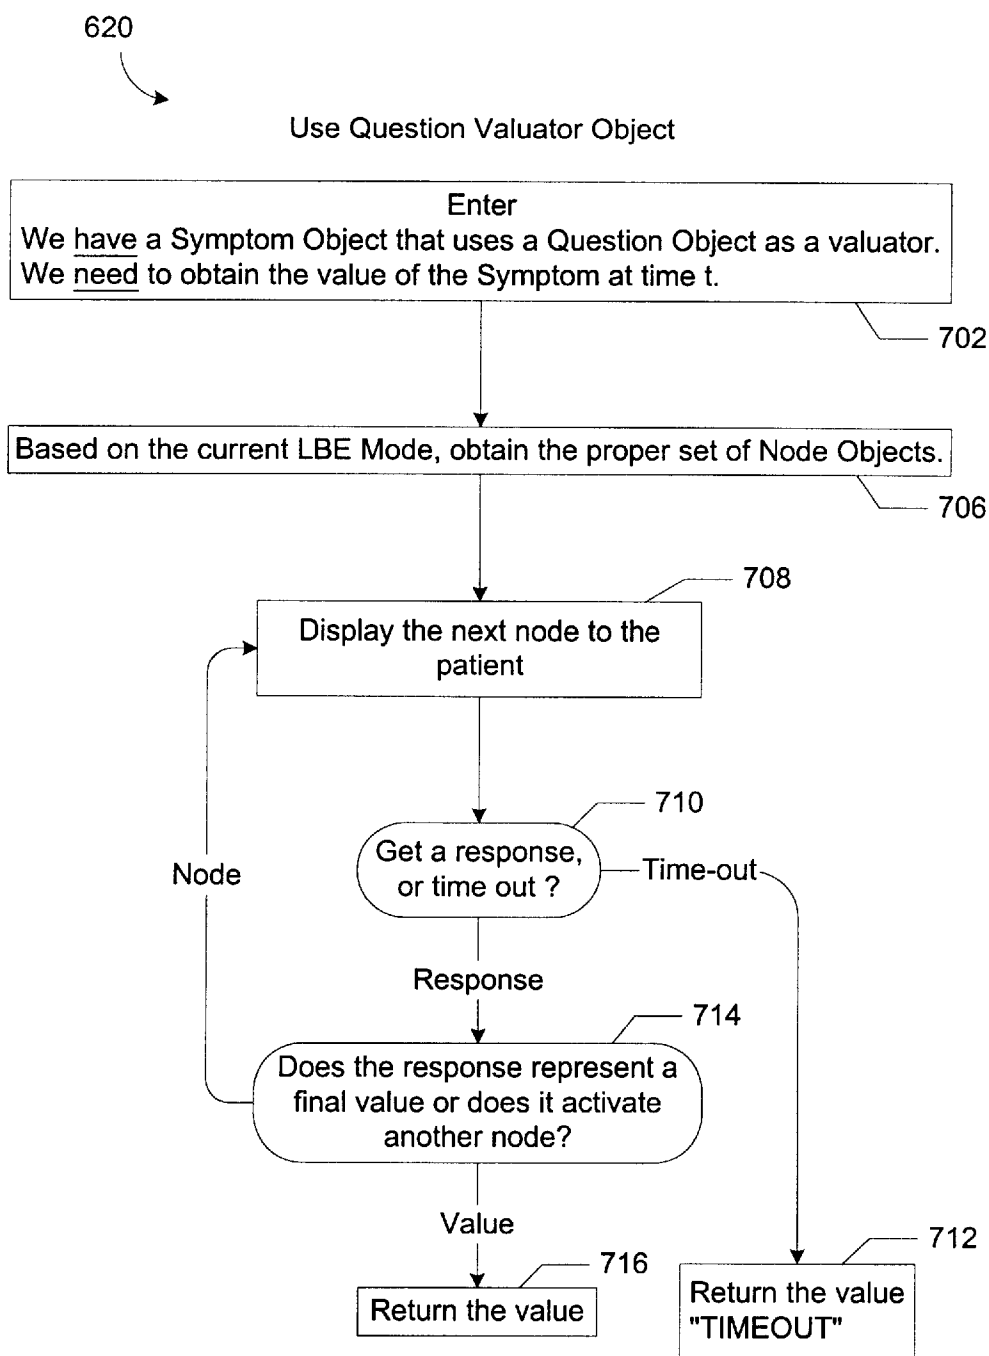 620
Use Question Valuator Object
Enter
We have a Symptom Object that uses a Question Object as a valuator.
We need to obtain the value of the Symptom at time t.
702
Based on the current LBE Mode, obtain the proper set of Node Objects.
706
708
Display the next node to the
patient
710
Get a response,
or time out ?
Time-out
Node
Response
714
Does the response represent a
final value or does it activate
another node?
Value
712
716
Return the value
Return the value
"TIMEOUT"